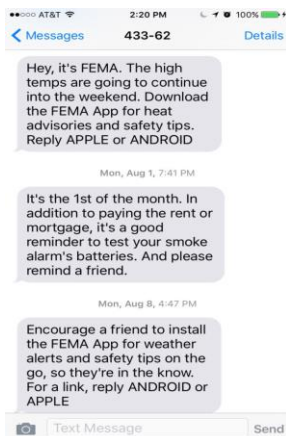 AT&T 2:20 PM 100%
Messages 433-62 Details
Hey, it's FEMA. The high
temps are going to continue
into the weekend. Download
the FEMA App for heat
advisories and safety tips.
Reply APPLE or ANDROID
Mon, Aug 1, 7:41 PM
It's the 1st of the month. In
addition to paying the rent or
mortgage, it's a good
reminder to test your smoke
alarm's batteries. And please
remind a friend.
Mon, Aug 8, 4:47 PM
Encourage a friend to install
the FEMA App for weather
alerts and safety tips on the
go, so they're in the know.
For a link, reply ANDROID or
APPLE
Text Message Send